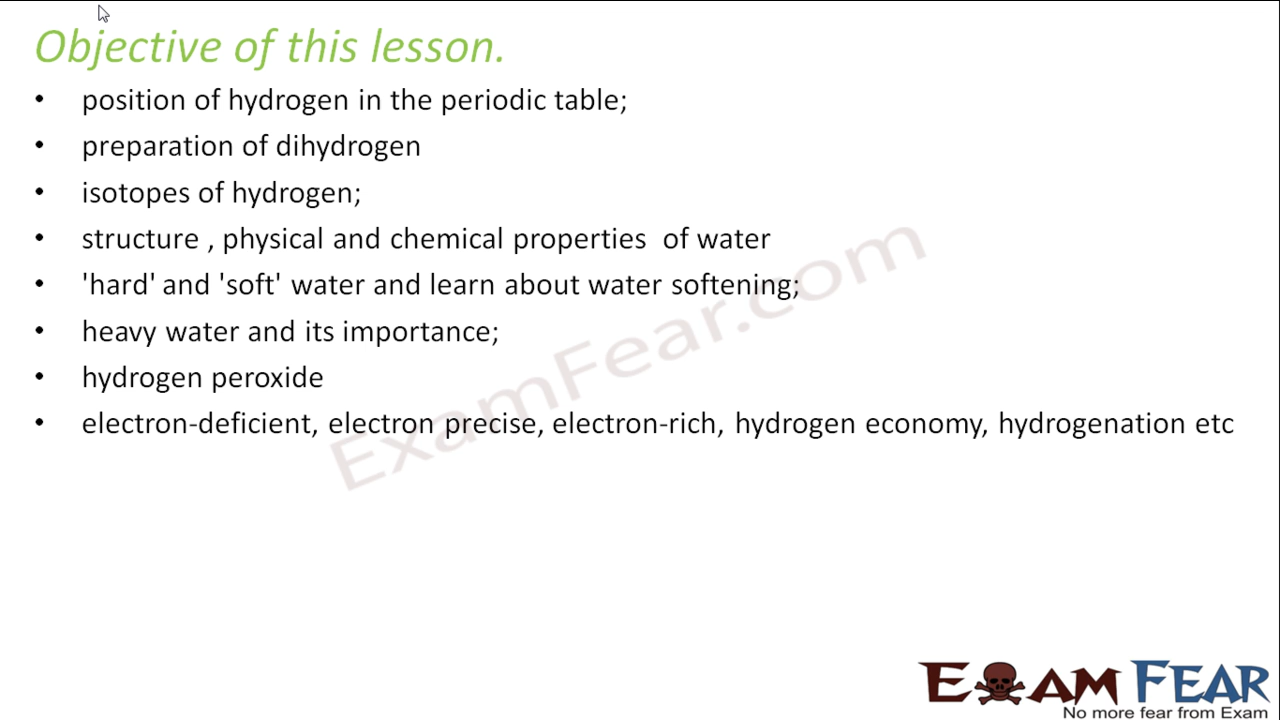 Objective of this lesson.
• position of hydrogen in the periodic table;
• preparation of dihydrogen
• isotopes of hydrogen;
• structure , physical and chemical properties  of water
• 'hard' and 'soft' water and learn about water softening;
• heavy water and its importance;
• hydrogen peroxide
• electron-deficient, electron precise, electron-rich, hydrogen economy, hydrogenation etc
ExamFear.com
EXAM FEAR
No more fear from Exam